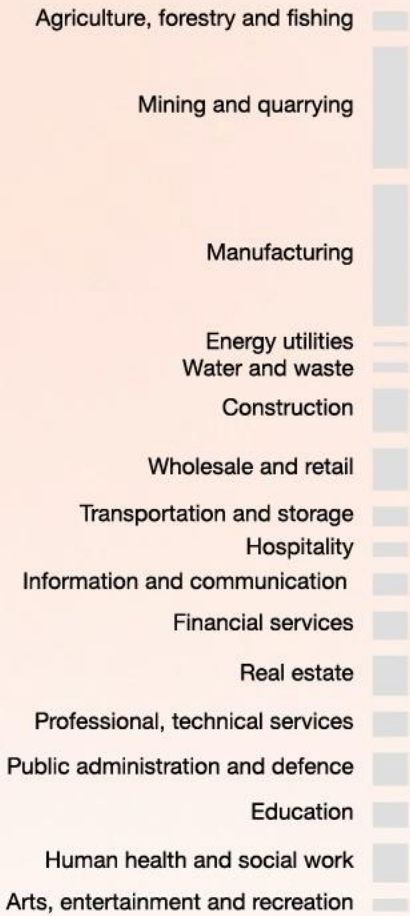 Agriculture, forestry and fishing
Mining and quarrying
Manufacturing
Energy utilities
Water and waste
Construction
Wholesale and retail
Transportation and storage
Hospitality
Information and communication
Financial services
Real estate
Professional, technical services
Public administration and defence
Education
Human health and social work
Arts, entertainment and recreation